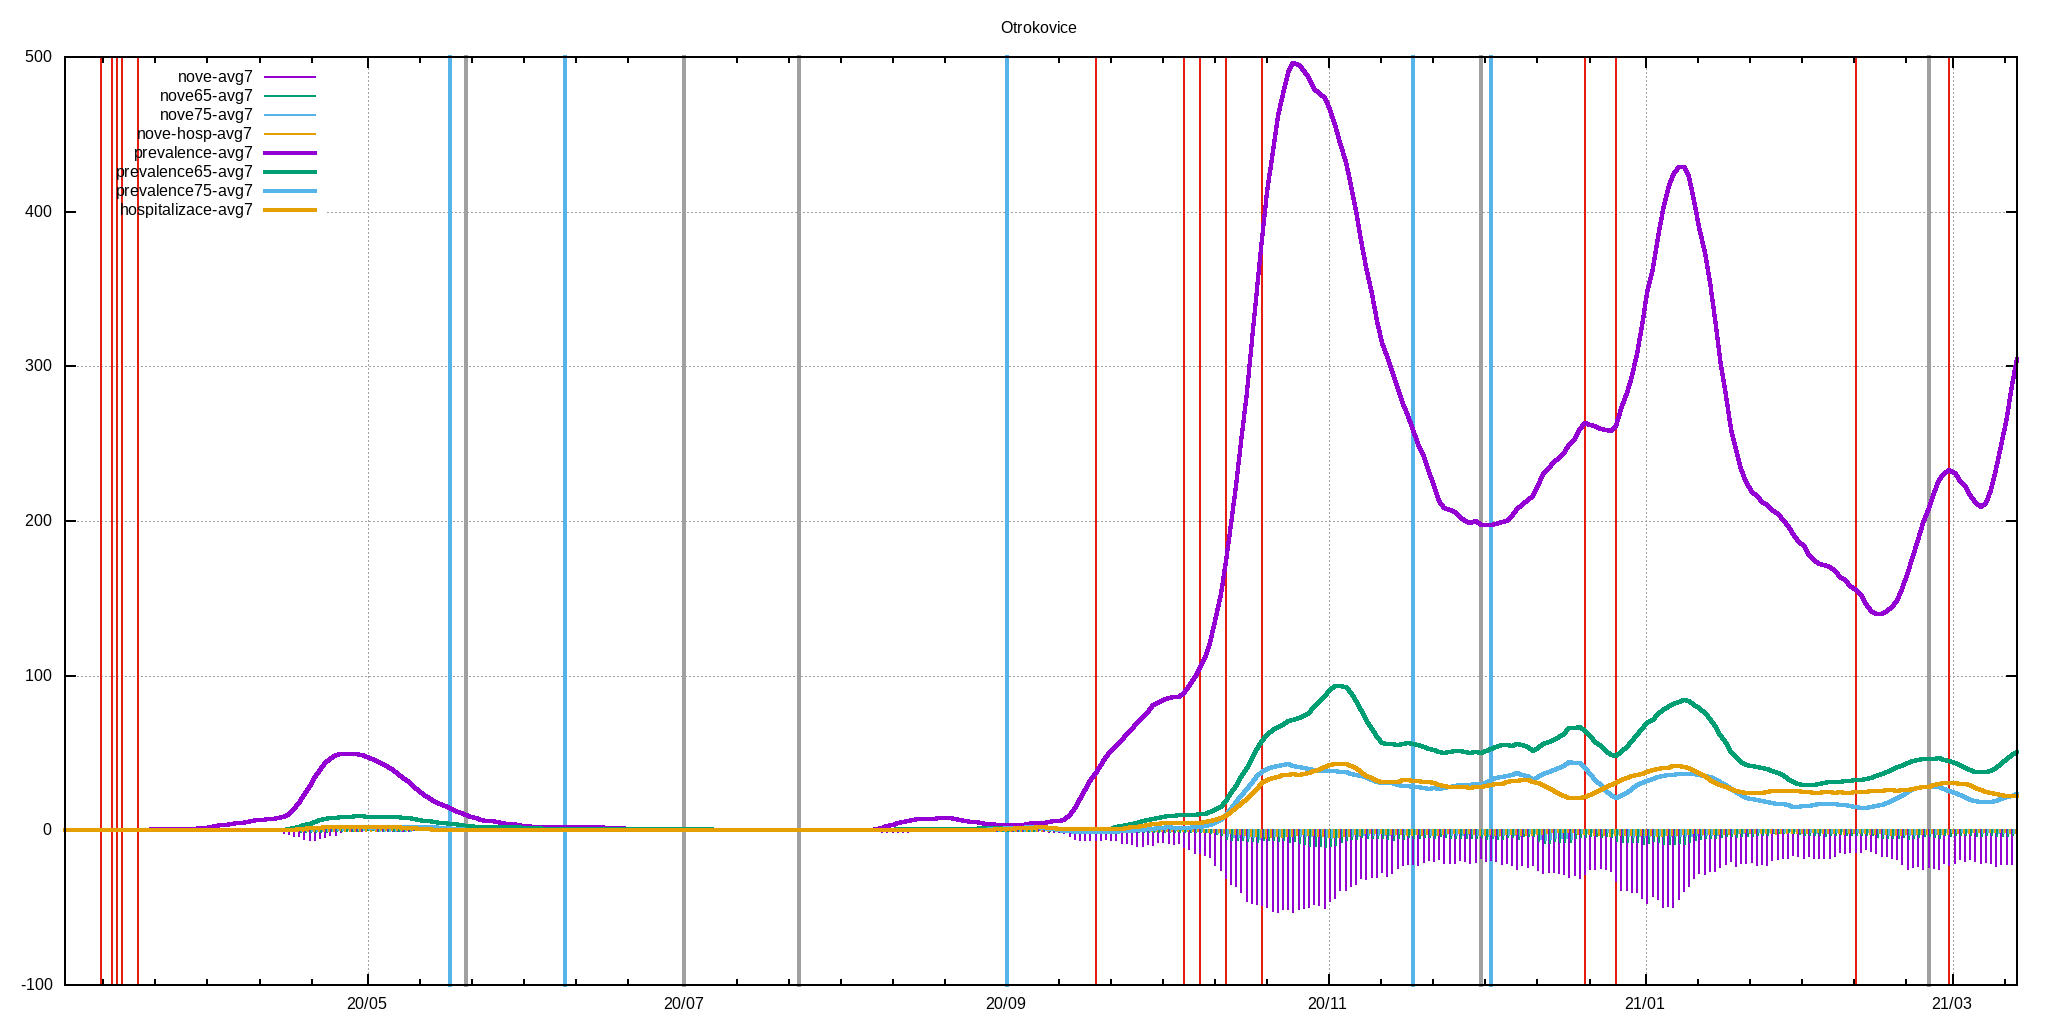 Otrokovice
500
400
300
200
100
0
-100
nove-avg7
nove65-avg7
nove75-avg7
nove-hosp-avg7
prevalence-avg7
prevalence65-avg7
prevalence75-avg7
hospitalizace-avg7
20/05
20/07
20/09
20/11
21/01
21/03